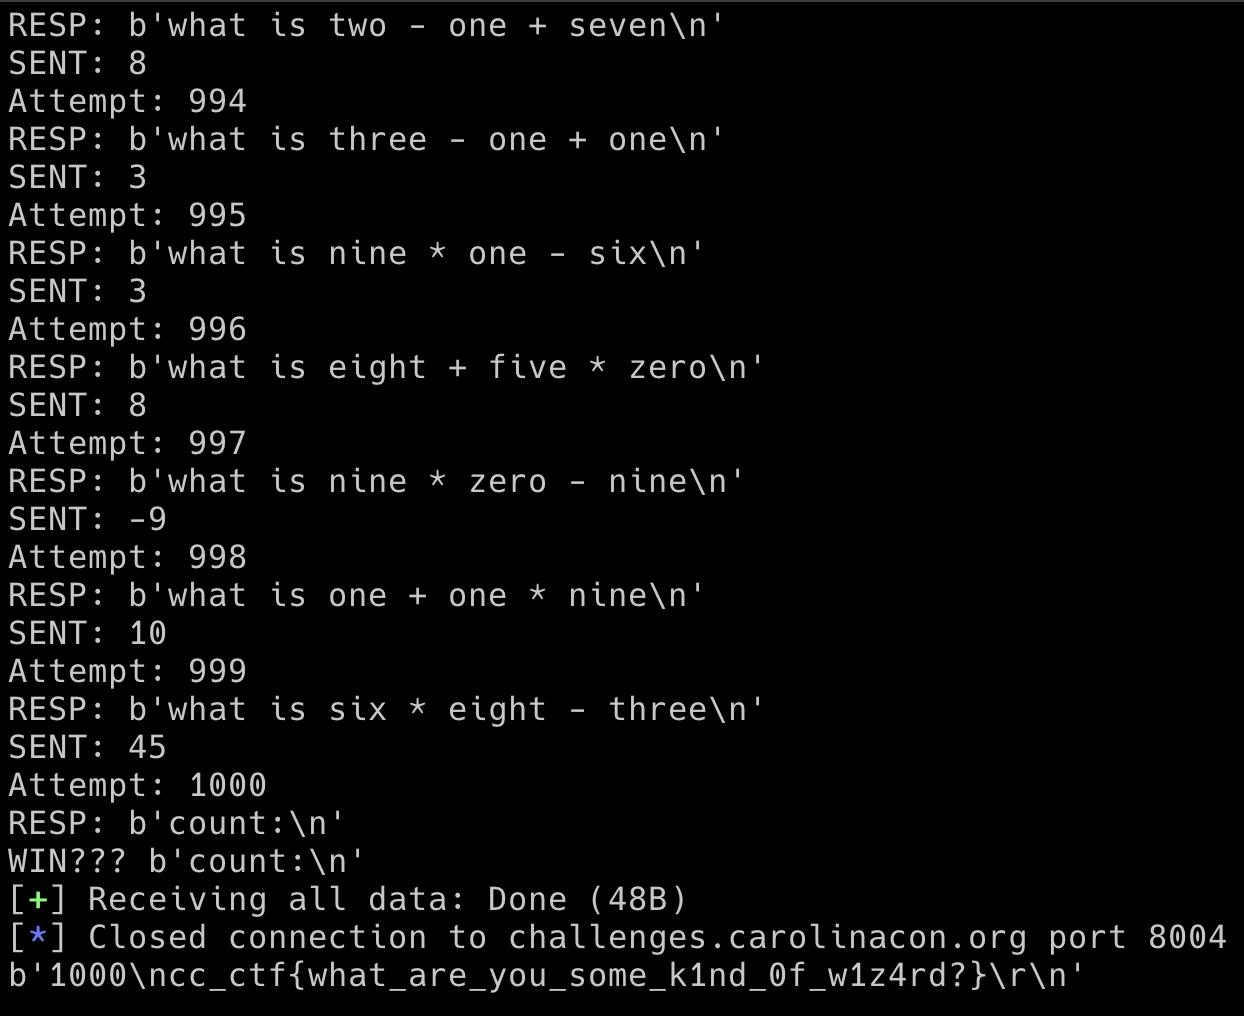 RESP: b'what is two - one + seven\n'
SENT: 8
Attempt: 994
RESP: b'what is three - one + one\n'
SENT: 3
Attempt: 995
RESP: b'what is nine * one - six\n'
SENT: 3
Attempt: 996
RESP: b'what is eight + five * zero\n'
SENT: 8
Attempt: 997
RESP: b'what is nine * zero - nine\n'
SENT: -9
Attempt: 998
RESP: b'what is one + one * nine\n'
SENT: 10
Attempt: 999
RESP: b'what is six * eight - three\n'
SENT: 45
Attempt: 1000
RESP: b'count:\n'
WIN??? b'count:\n'
[+] Receiving all data: Done (48B)
[*] Closed connection to challenges.carolinacon.org port 8004
b'1000\ncc_ctf{what_are_you_some_k1nd_0f_w1z4rd?}\r\n'